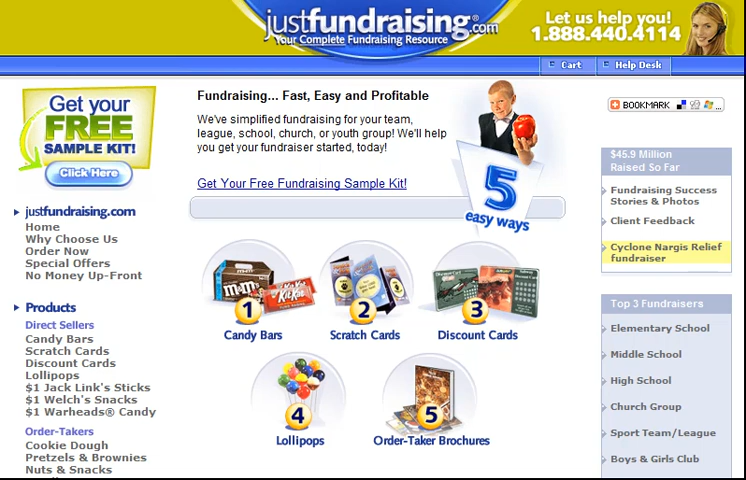 justfundraising.com
Your Complete Fundraising Resource
Let us help you!
1.888.440.4114
Cart
Help Desk
Get your
FREE
SAMPLE KIT!
Click Here
Fundraising... Fast, Easy and Profitable
We've simplified fundraising for your team,
league, school, church, or youth group! We'll help
you get your fundraiser started, today!
Get Your Free Fundraising Sample Kit!
5
easy ways
BOOKMARK
$45.9 Million
Raised So Far
Fundraising Success
Stories & Photos
Client Feedback
Cyclone Nargis Relief
fundraiser
justfundraising.com
Home
Why Choose Us
Order Now
Special Offers
No Money Up-Front
Products
Direct Sellers
Candy Bars
Scratch Cards
Discount Cards
Lollipops
$1 Jack Link's Sticks
$1 Welch's Snacks
$1 Warheads® Candy
Order-Takers
Cookie Dough
Pretzels & Brownies
Nuts & Snacks
m&m's
KitKat
1
Candy Bars
2
Scratch Cards
3
Discount Cards
4
Lollipops
5
Order-Taker Brochures
Top 3 Fundraisers
Elementary School
Middle School
High School
Church Group
Sport Team/League
Boys & Girls Club